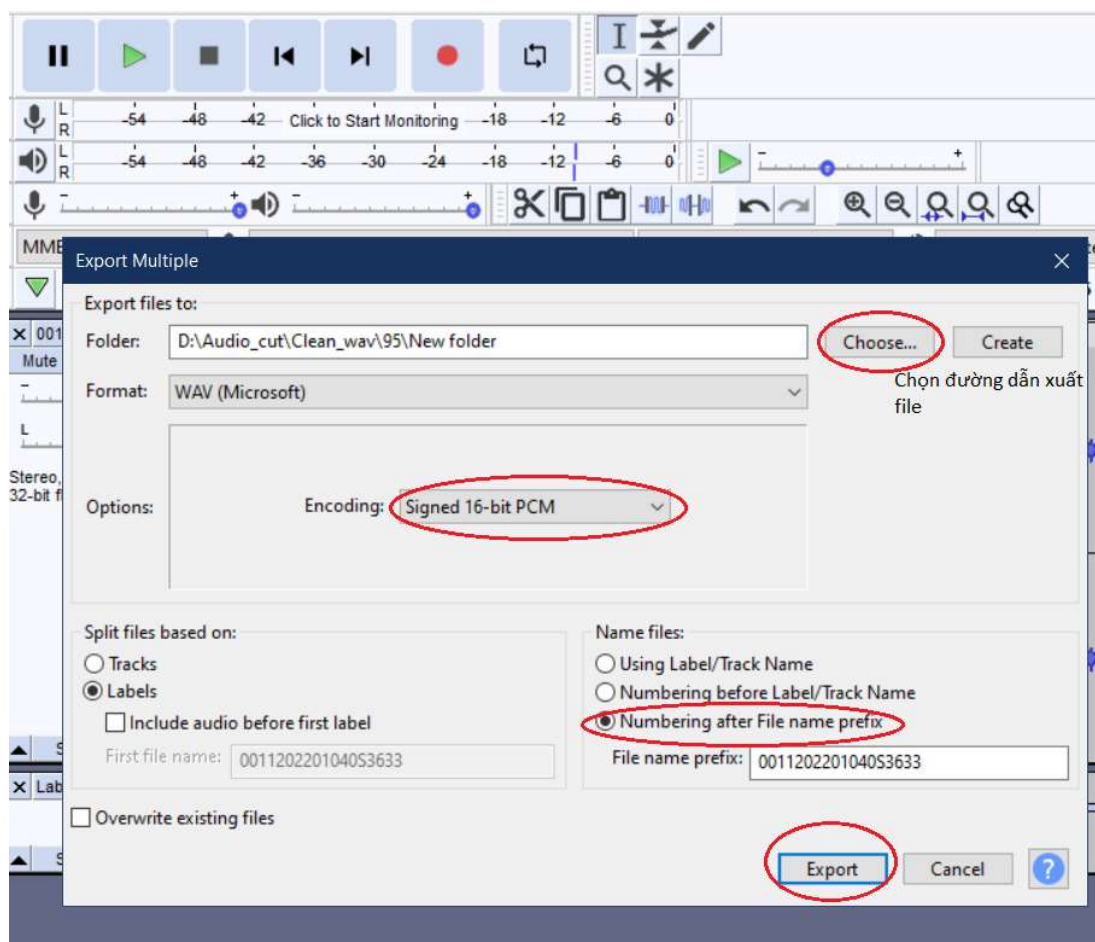 L
R
-54 -48 -42 Click to Start Monitoring -18 -12 -6 0
L
R
-54 -48 -42 -36 -30 -24 -18 -12 -6 0
MME
Export Multiple
Export files to:
Folder: D:\Audio_cut\Clean_wav\95\New folder Choose... Create
Chọn đường dẫn xuất
file
Format: WAV (Microsoft)
Options: Encoding: Signed 16-bit PCM
001
Mute
L
Stereo,
32-bit fl
Split files based on:
Tracks
Labels
Include audio before first label
First file name: 0011202201040S3633
Name files:
Using Label/Track Name
Numbering before Label/Track Name
Numbering after File name prefix
File name prefix: 0011202201040S3633
S
Lab
Overwrite existing files
S
Export Cancel ?